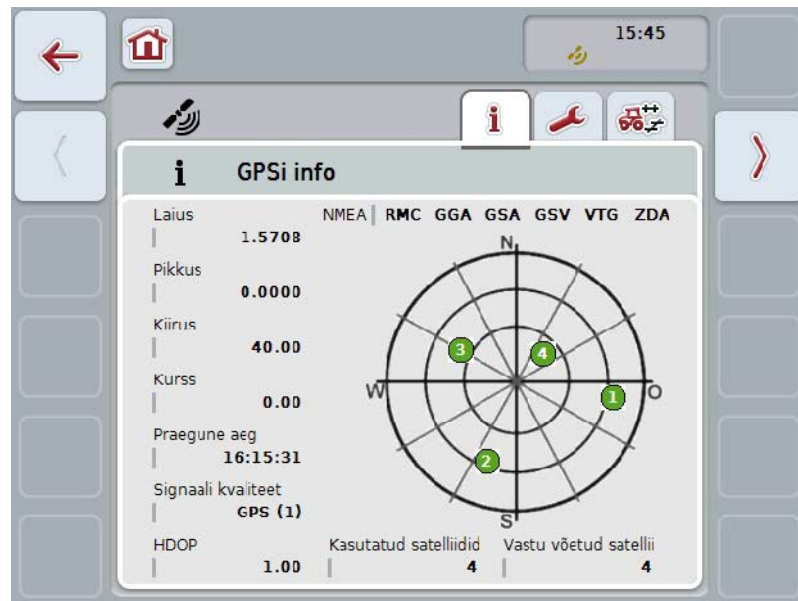 15:45
i
i GPSi info
Laius
1.5708
Pikkus
0.0000
Kiirus
40.00
Kurss
0.00
Praegune aeg
16:15:31
Signaali kvaliteet
GPS (1)
HDOP
1.00
NMEA RMC GGA GSA GSV VTG ZDA
N
3
4
W
1
O
2
S
Kasutatud satelliidid
4
Vastu võetud satellii
4